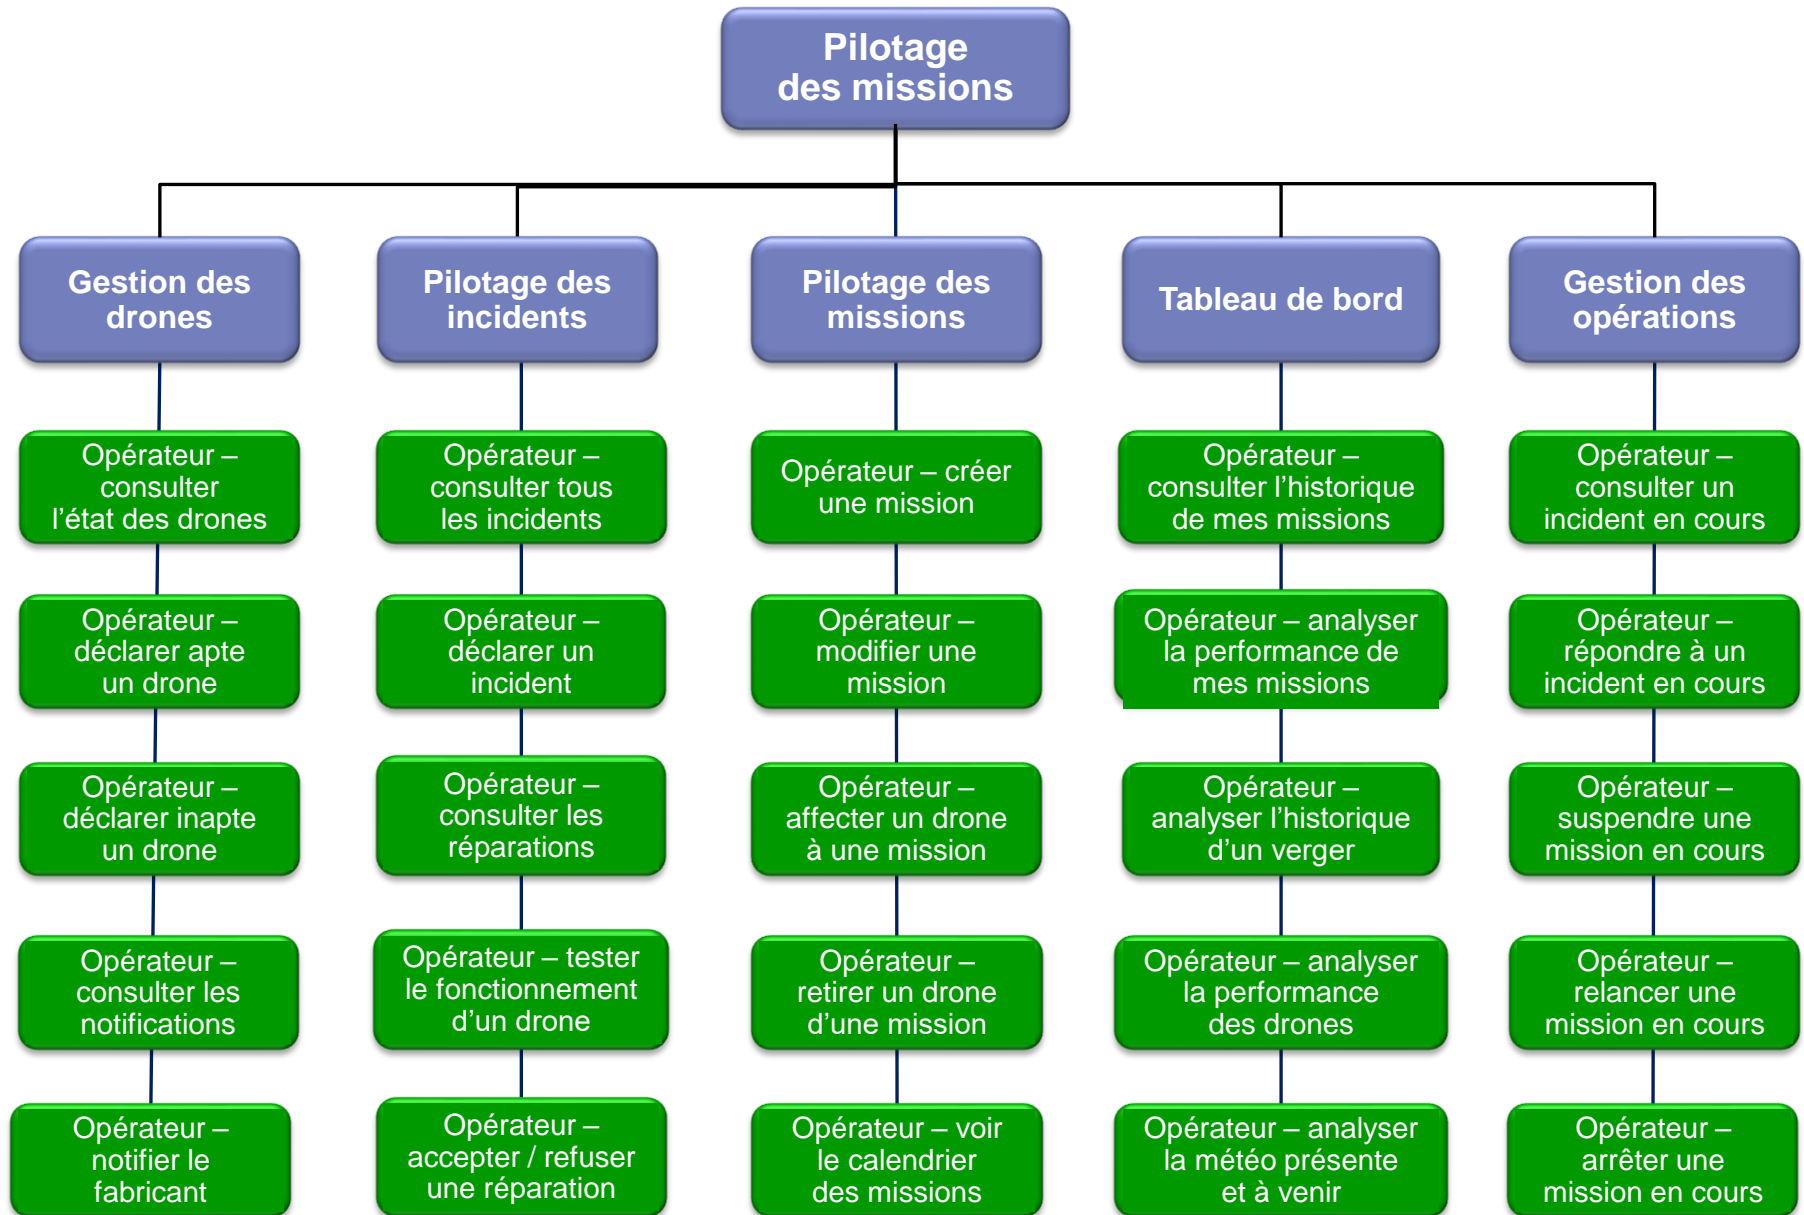 Pilotage
des missions
Gestion des
drones
Pilotage des
incidents
Pilotage des
missions
Tableau de bord
Gestion des
opérations
Opérateur –
consulter
l’état des drones
Opérateur –
consulter tous
les incidents
Opérateur – créer
une mission
Opérateur –
consulter l’historique
de mes missions
Opérateur –
consulter un
incident en cours
Opérateur –
déclarer apte
un drone
Opérateur –
déclarer un
incident
Opérateur –
modifier une
mission
Opérateur – analyser
la performance de
mes missions
Opérateur –
répondre à un
incident en cours
Opérateur –
déclarer inapte
un drone
Opérateur –
consulter les
réparations
Opérateur –
affecter un drone
à une mission
Opérateur –
analyser l’historique
d’un verger
Opérateur –
suspendre une
mission en cours
Opérateur –
consulter les
notifications
Opérateur – tester
le fonctionnement
d’un drone
Opérateur –
retirer un drone
d’une mission
Opérateur – analyser
la performance
des drones
Opérateur –
relancer une
mission en cours
Opérateur –
notifier le
fabricant
Opérateur –
accepter / refuser
une réparation
Opérateur – voir
le calendrier
des missions
Opérateur – analyser
la météo présente
et à venir
Opérateur –
arrêter une
mission en cours